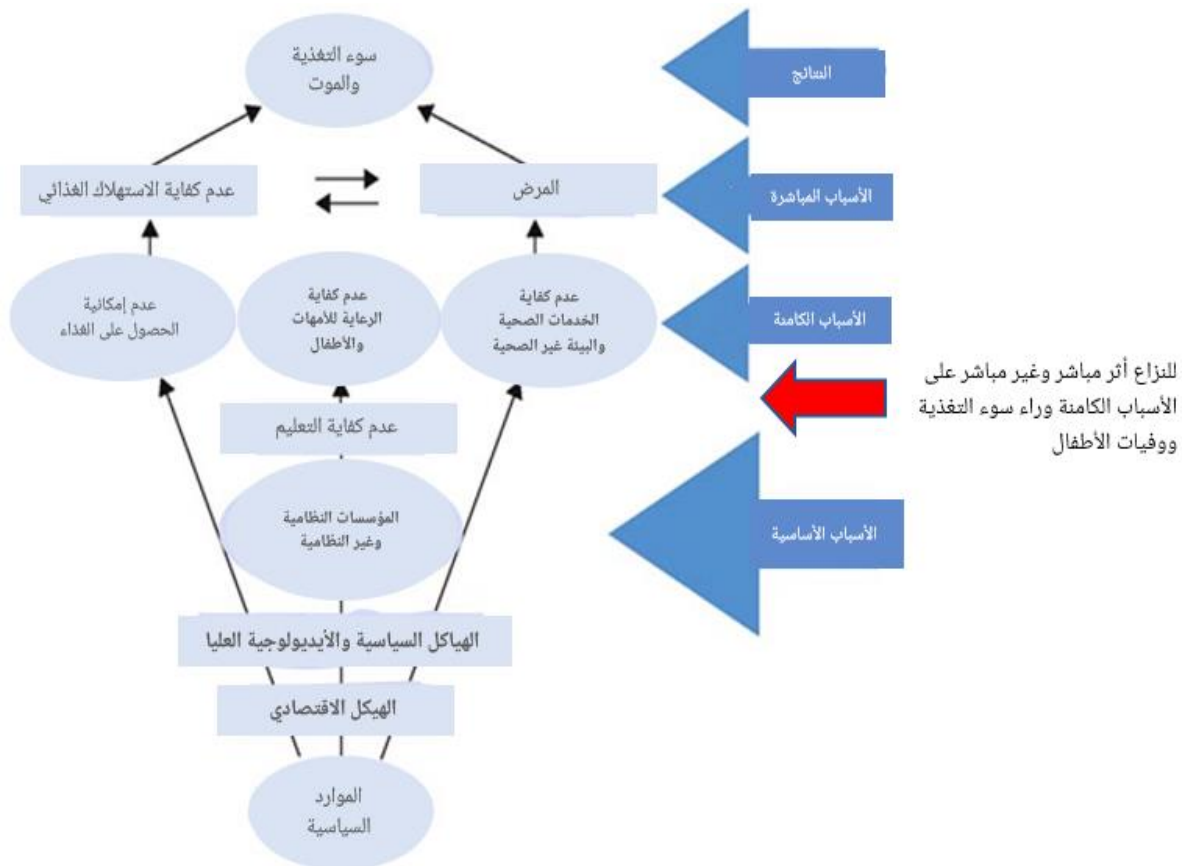 سوء التغذية
والموت
النتائج
عدم كفاية الاستهلاك الغذائي
المرض
الأسباب المباشرة
عدم إمكانية
الحصول على الغذاء
عدم كفاية
الرعاية للأمهات
والأطفال
عدم كفاية
الخدمات الصحية
والبيئة غير الصحية
الأسباب الكامنة
للنزاع أثر مباشر وغير مباشر على
الأسباب الكامنة وراء سوء التغذية
ووفيات الأطفال
عدم كفاية التعليم
المؤسسات النظامية
وغير النظامية
الأسباب الأساسية
الهياكل السياسية والأيديولوجية العليا
الهيكل الاقتصادي
الموارد
السياسية